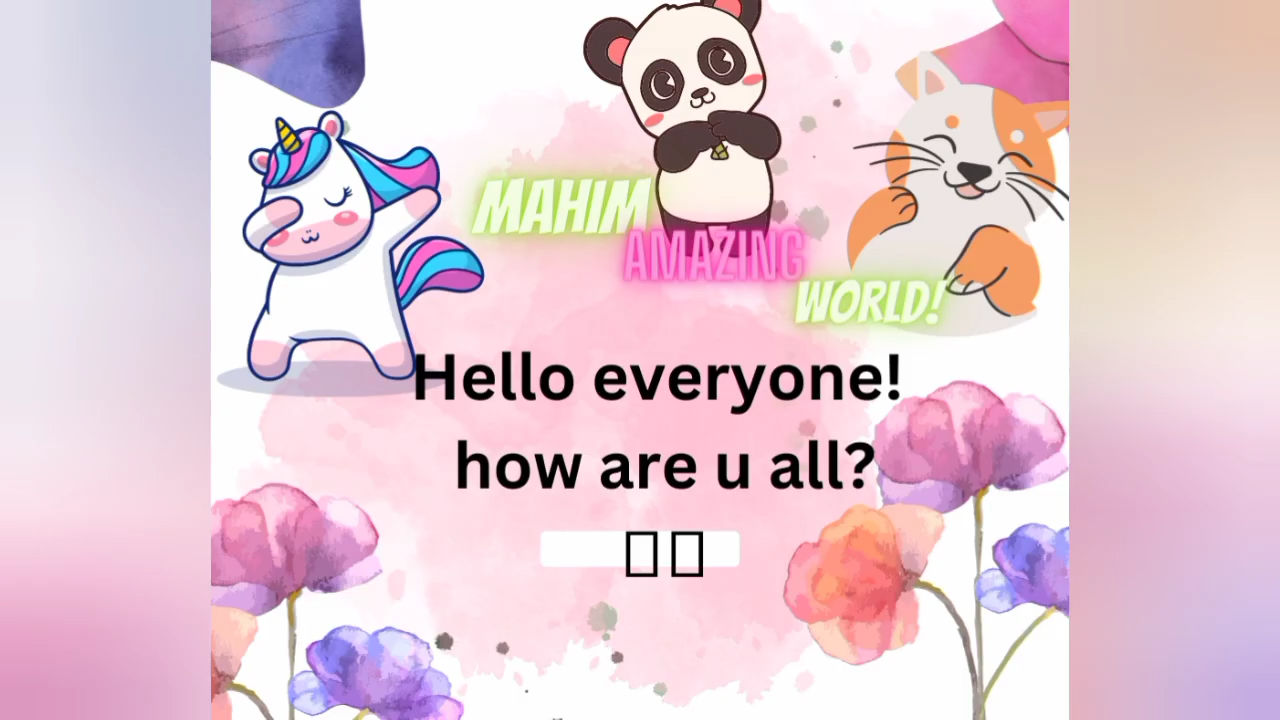 MAHIM
AMAZING
WORLD!
Hello everyone!
how are u all?